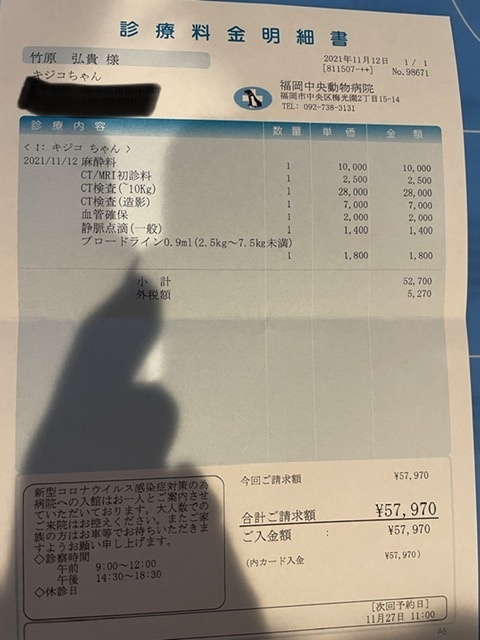 診療料金明細書
竹原 弘貴 様
キジコちゃん
2021年11月12日 1 / 1
[811507-++] No.98671
福岡中央動物病院
福岡市中央区梅光園2丁目15-14
TEL: 092-738-3131
診療内容 数量 単価 金額
< 1: キジコ ちゃん >
2021/11/12 麻酔料 1 10,000 10,000
CT/MRI初診料 1 2,500 2,500
CT検査(~10Kg) 1 28,000 28,000
CT検査(造影) 1 7,000 7,000
血管確保 1 2,000 2,000
静脈点滴(一般) 1 1,400 1,400
ブロードライン0.9ml(2.5kg～7.5kg未満)
1 1,800 1,800
小 計 52,700
外税額 5,270
新型コロナウイルス感染症対策の為
病院への入館はお一人とご案内させ
ていただいております。大人数での
ご来院はお控えください。またご家
族の方はお車等でお待ちいただきま
すようお願い申し上げます。
◇診察時間
午前 9:00～12:00
午後 14:30～18:30
◇休診日
今回ご請求額 ¥57,970
合計ご請求額 ¥57,970
ご入金額 : ¥57,970
(内カード入金 ¥57,970)
[次回予約日]
11月27日 11:00
A6